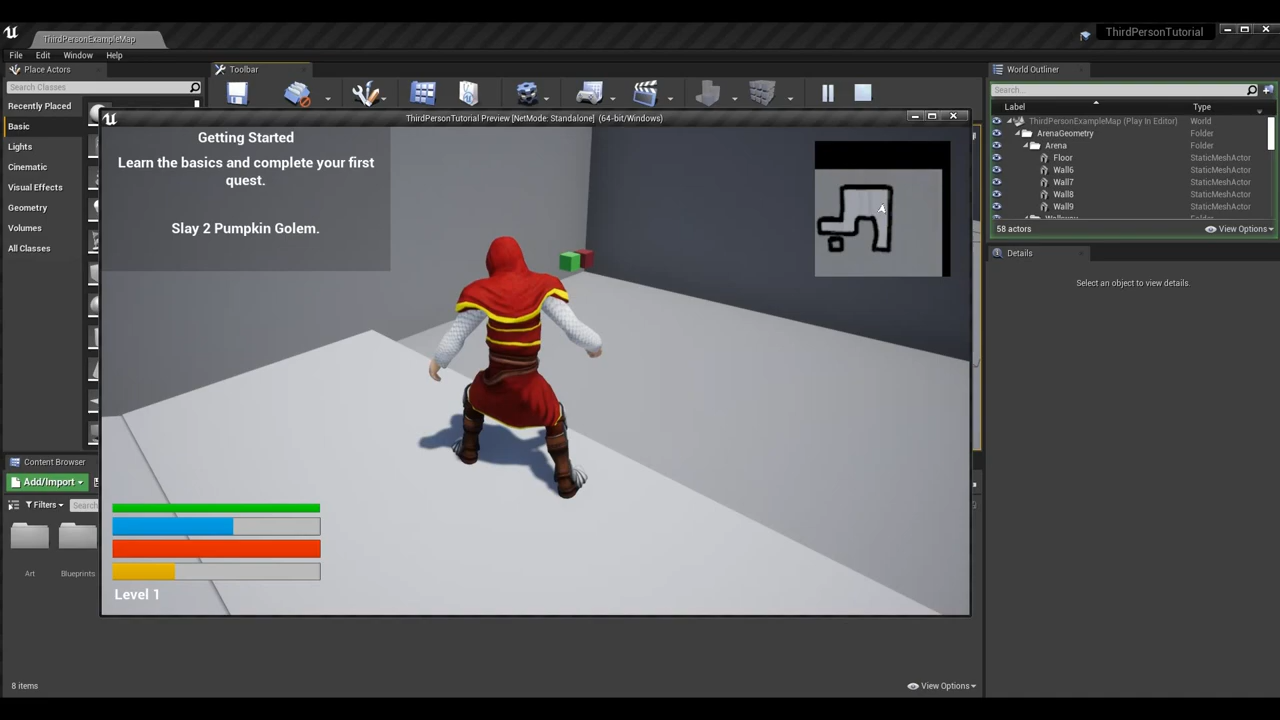 ThirdPersonExampleMap
ThirdPersonTutorial
File Edit Window Help
Place Actors
Toolbar
World Outliner
Search Classes
Search...
Recently Placed
Basic
Lights
Cinematic
Visual Effects
Geometry
Volumes
All Classes
ThirdPersonTutorial Preview [NetMode: Standalone] (64-bit/Windows)
Getting Started
Learn the basics and complete your first
quest.
Slay 2 Pumpkin Golem.
Level 1
Label Type
ThirdPersonExampleMap (Play In Editor) World
ArenaGeometry Folder
Arena Folder
Floor StaticMeshActor
Wall6 StaticMeshActor
Wall7 StaticMeshActor
Wall8 StaticMeshActor
Wall9 StaticMeshActor
58 actors View Options
Details
Select an object to view details.
Content Browser
Add/Import
Filters Search
Art Blueprints
8 items View Options